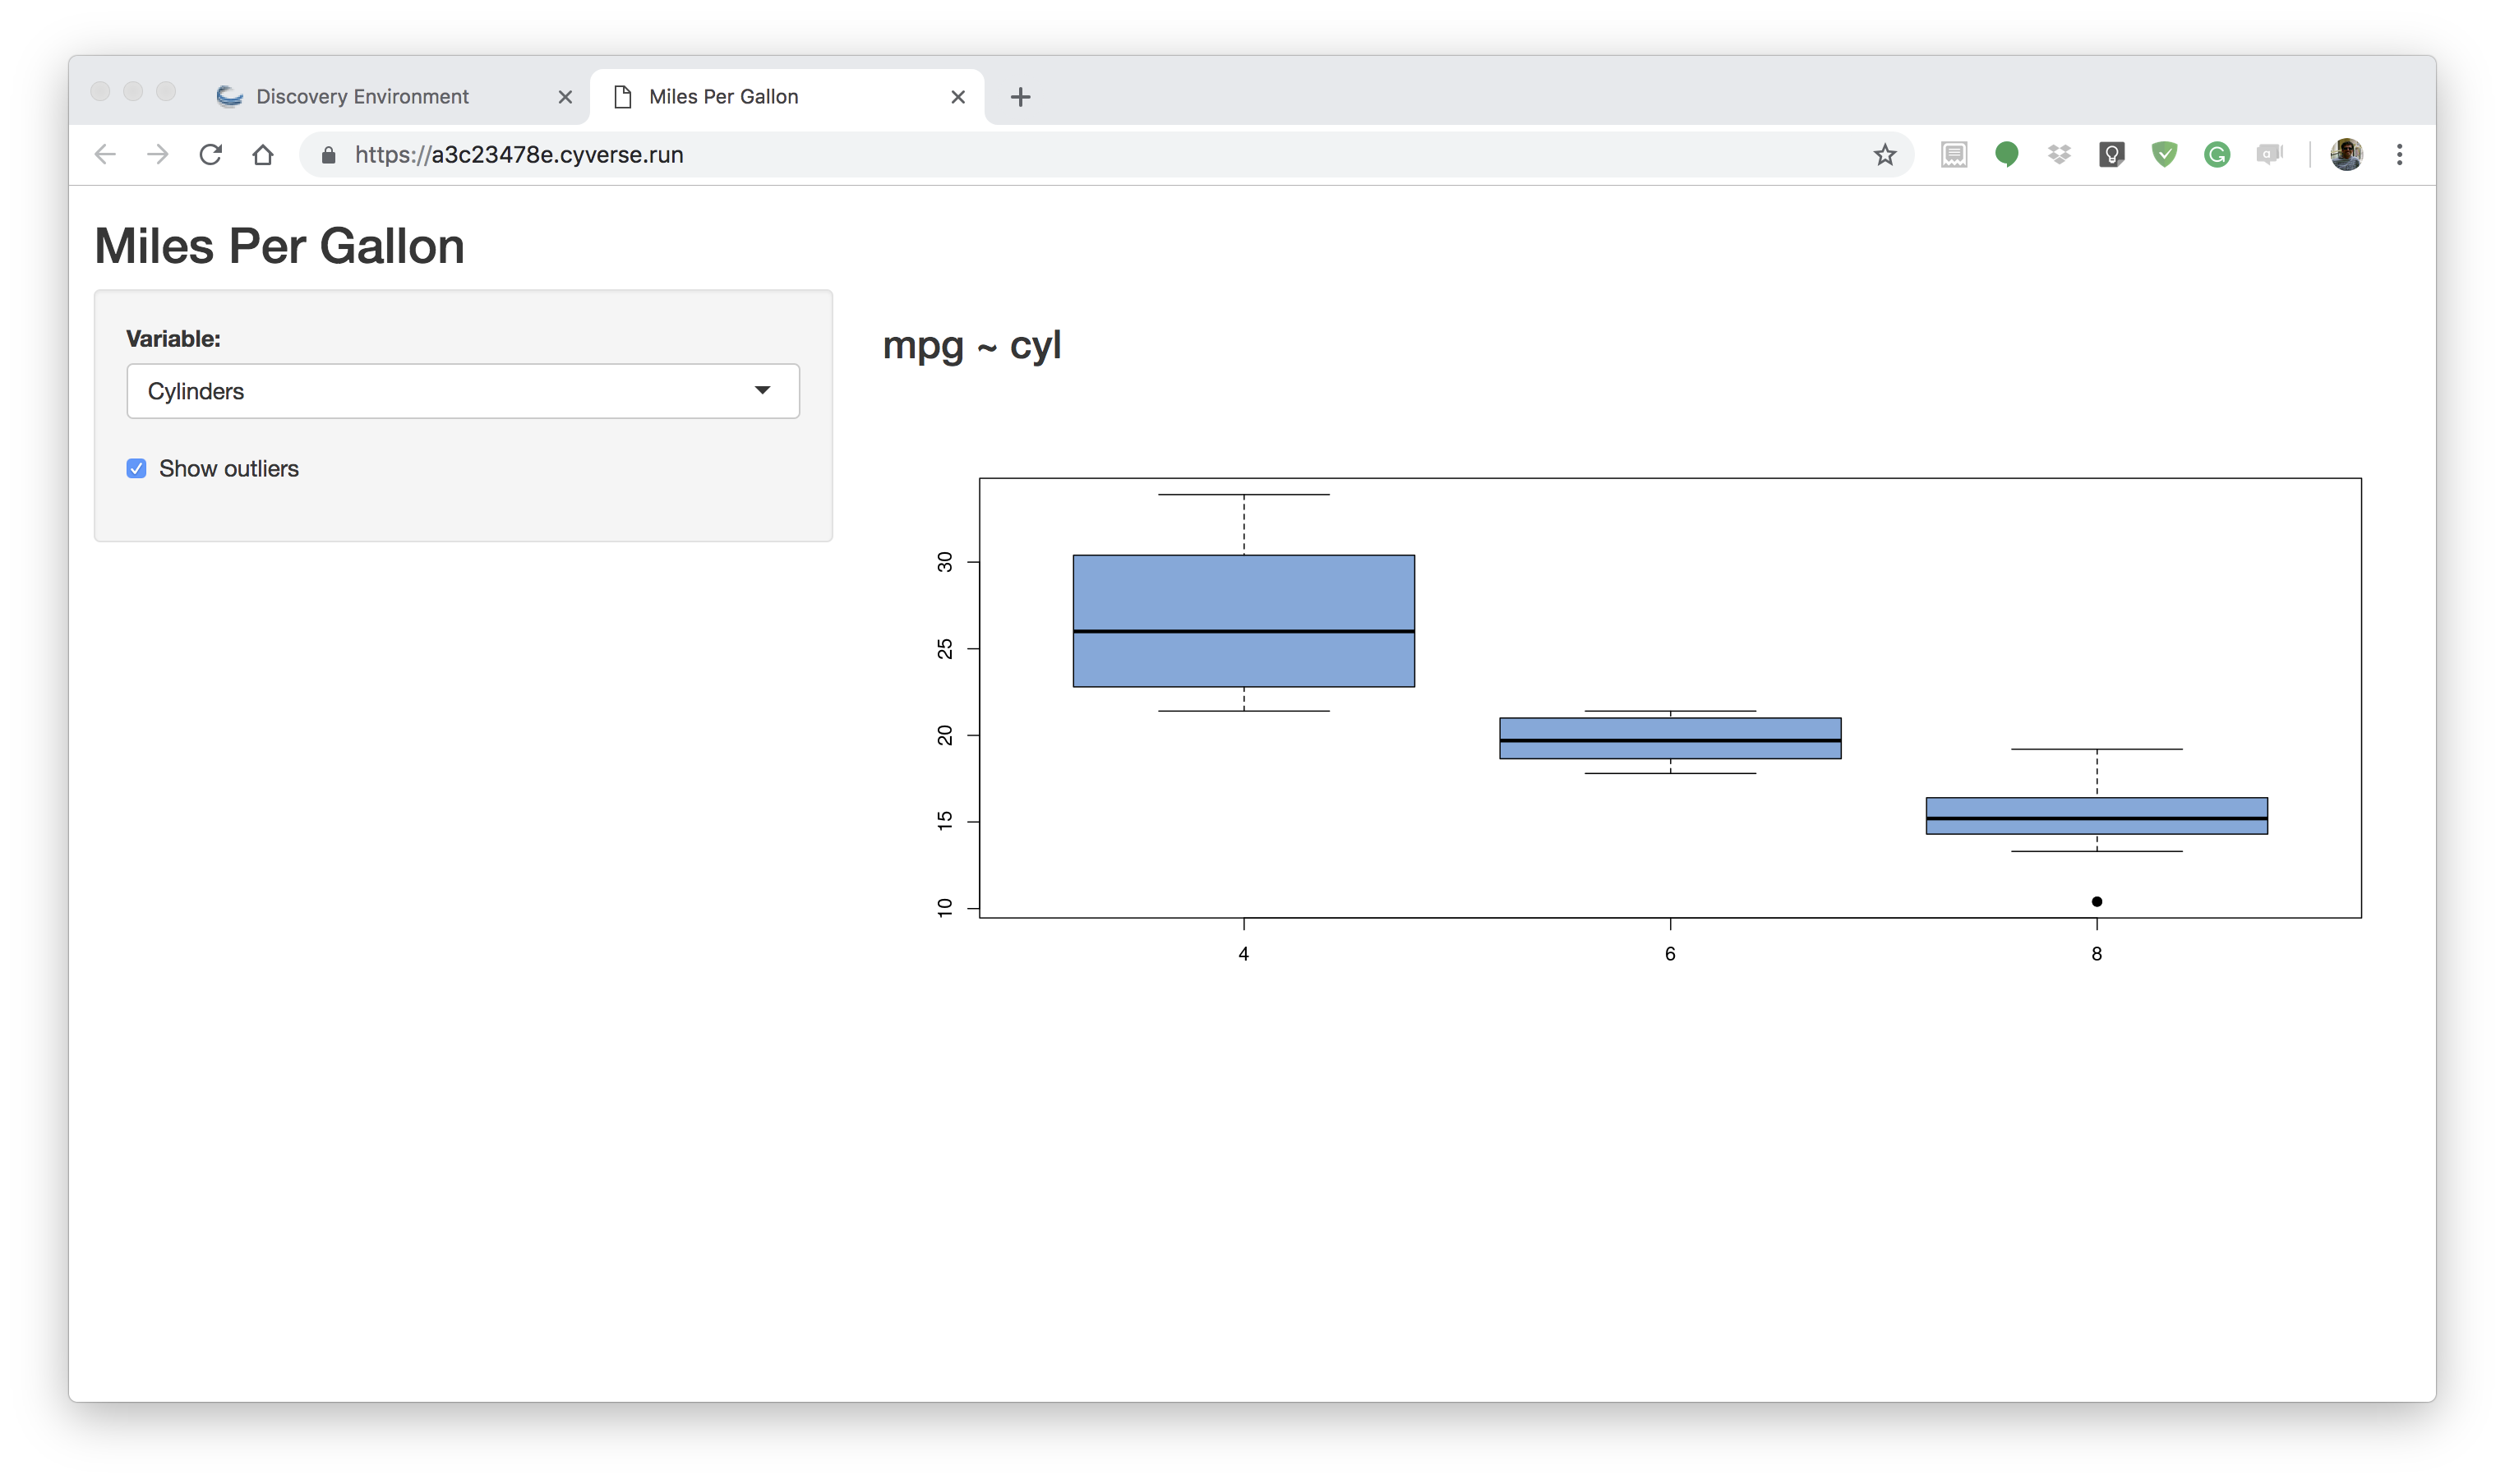 Discovery Environment
Miles Per Gallon
https://a3c23478e.cyverse.run
Miles Per Gallon
Variable:
Cylinders
Show outliers
mpg ~ cyl
30
25
20
15
10
4
6
8